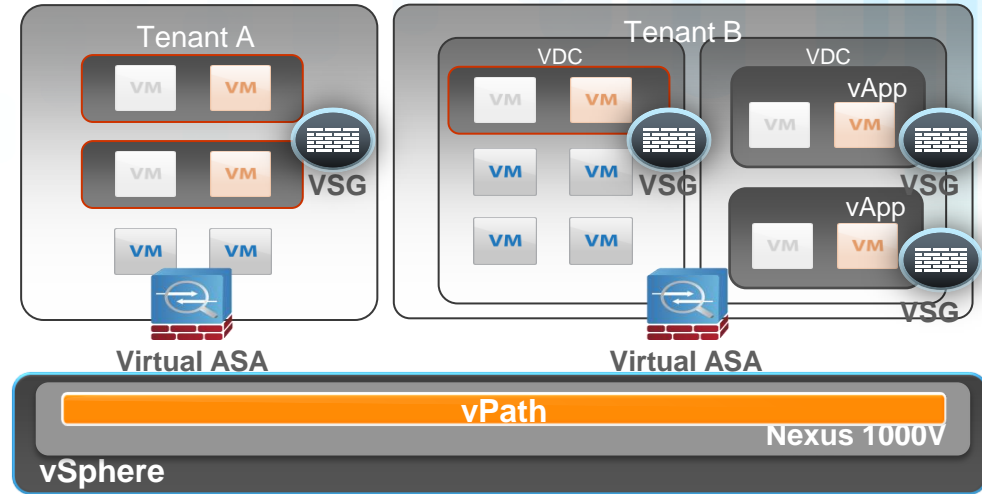 Tenant A
VM VM
VSG
VM VM
VM VM
Virtual ASA
Tenant B
VDC
VM VM
VSG
VM VM
VM VM
VDC
vApp
VM VM
VSG
vApp
VM VM
VSG
Virtual ASA
vPath
Nexus 1000V
vSphere